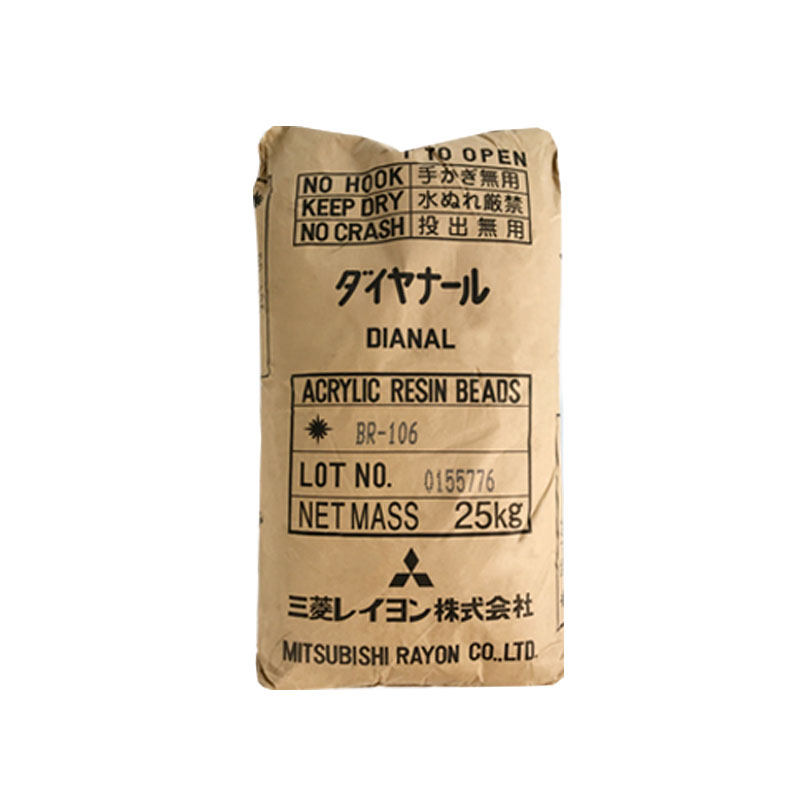 TO OPEN
NO HOOK 手かぎ無用
KEEP DRY 水ぬれ厳禁
NO CRASH 投出無用
ダイヤナール
DIANAL
ACRYLIC RESIN BEADS
BR-106
LOT NO. 0155776
NET MASS 25kg
三菱レイヨン株式会社
MITSUBISHI RAYON CO.,LTD.